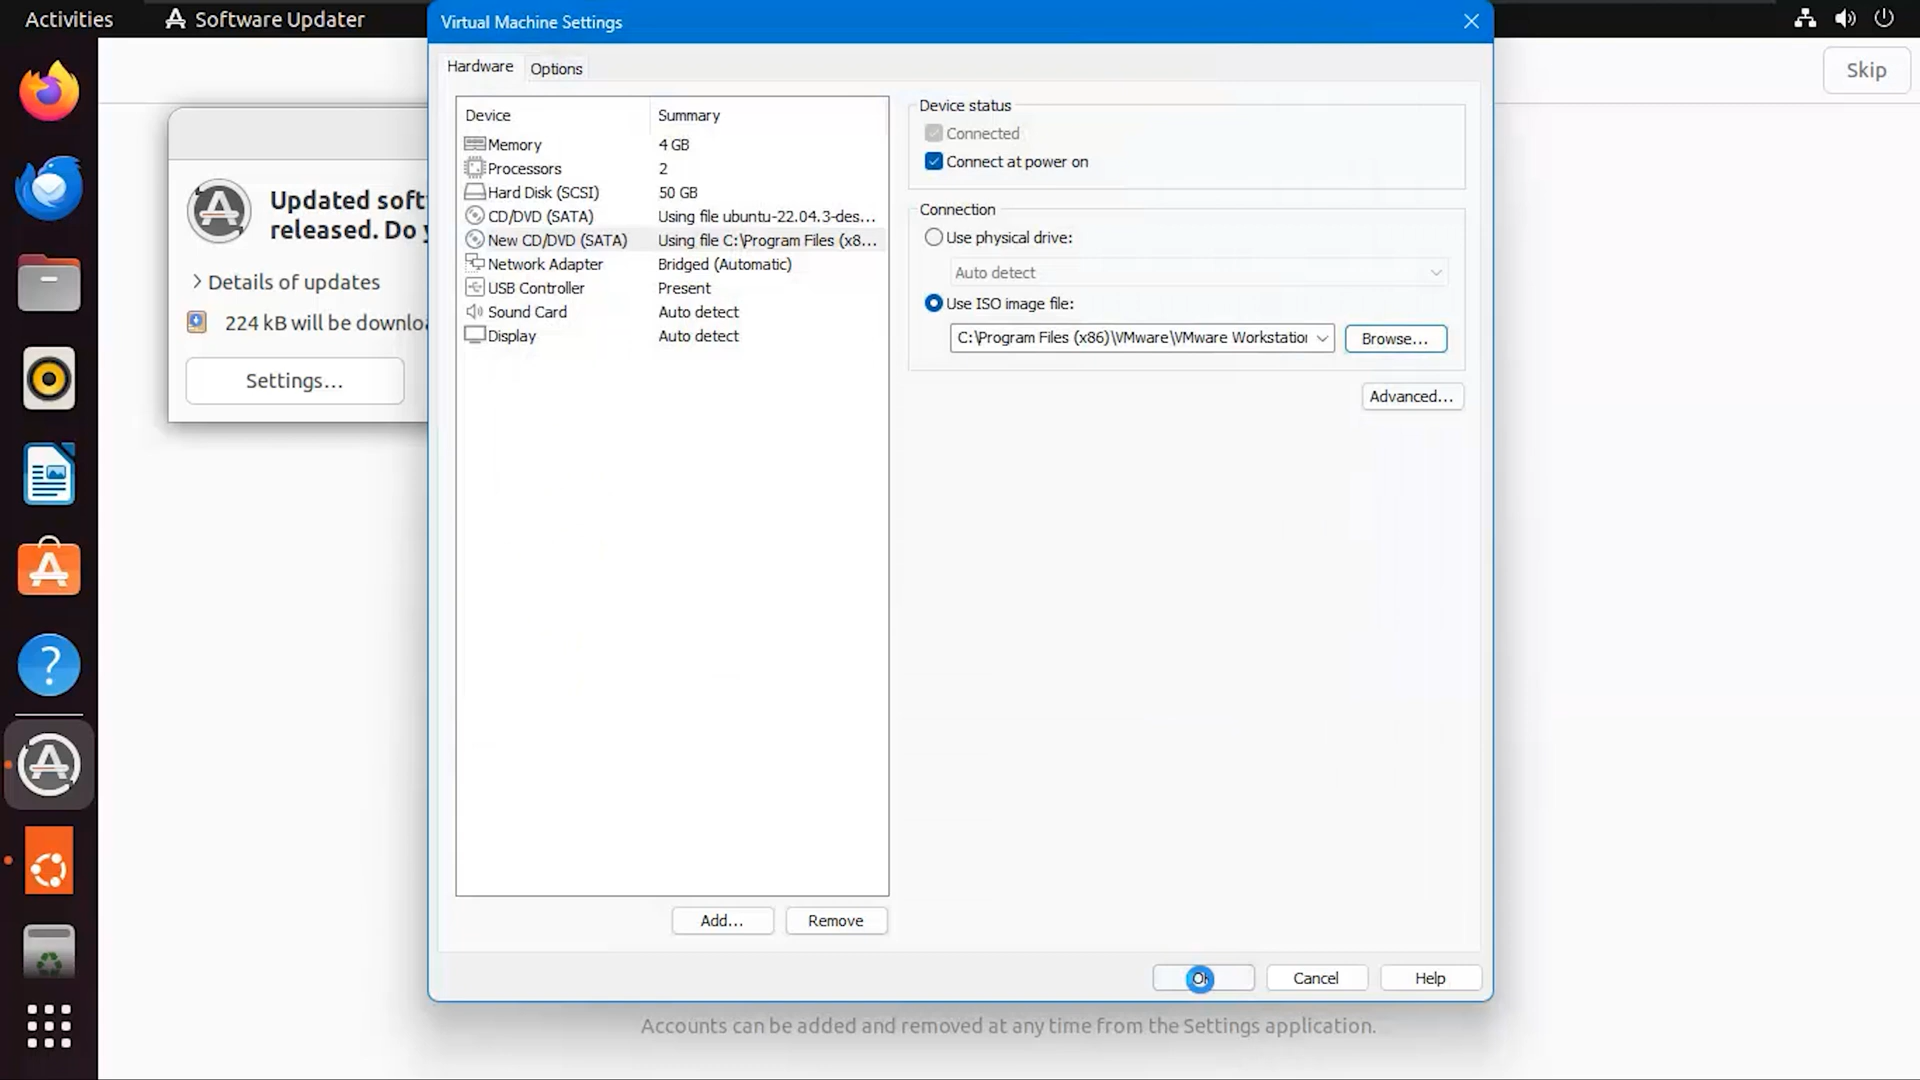 Activities
Software Updater
Virtual Machine Settings
Skip
Hardware
Options
Device Summary
Memory 4 GB
Processors 2
Hard Disk (SCSI) 50 GB
CD/DVD (SATA) Using file ubuntu-22.04.3-des...
New CD/DVD (SATA) Using file C:\Program Files (x8...
Network Adapter Bridged (Automatic)
USB Controller Present
Sound Card Auto detect
Display Auto detect
Add...
Remove
Device status
Connected
Connect at power on
Connection
Use physical drive:
Auto detect
Use ISO image file:
C:\Program Files (x86)\VMware\VMware Workstation
Browse...
Advanced...
Updated soft
released. Do y
Details of updates
224 kB will be downloa
Settings...
OK
Cancel
Help
Accounts can be added and removed at any time from the Settings application.